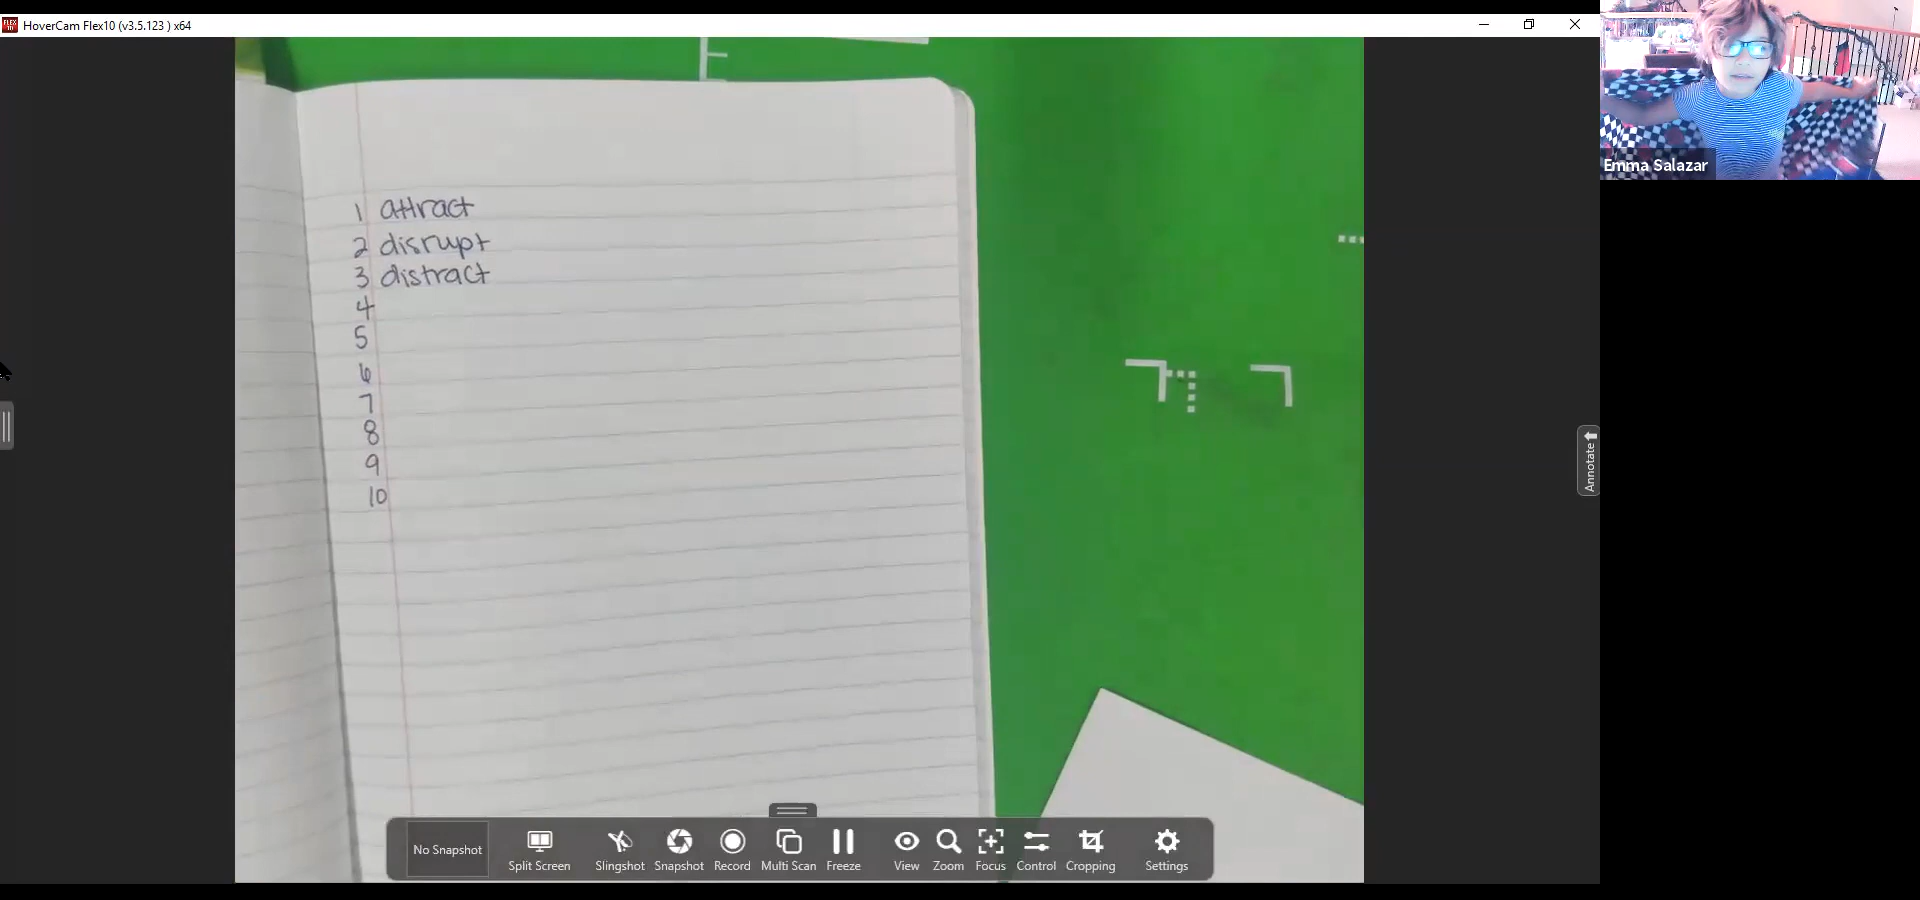 HoverCam Flex10 (v3.5.123 ) x64
Emma Salazar
1 attract
2 disrupt
3 distract
4
5
6
7
8
9
10
Annotate
No Snapshot
Split Screen
Slingshot
Snapshot
Record
Multi Scan
Freeze
View
Zoom
Focus
Control
Cropping
Settings